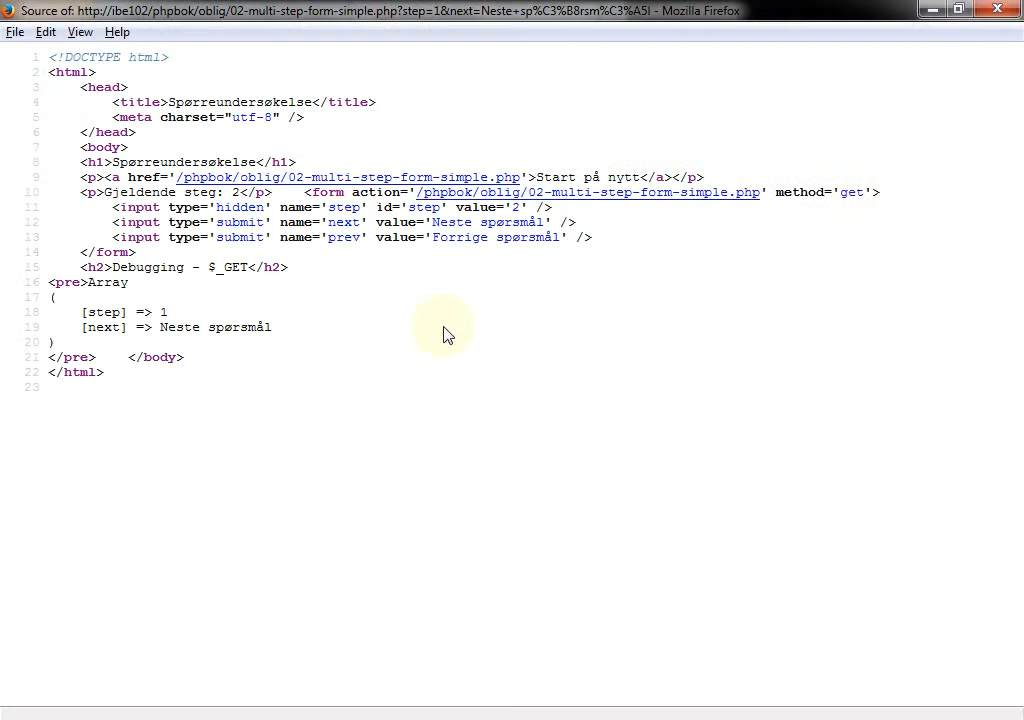 Source of: http://ibe102/phpbok/oblig/02-multi-step-form-simple.php?step=1&next=Neste+sp%C3%B8rsm%C3%A5l - Mozilla Firefox
File Edit View Help
1 <!DOCTYPE html>
2 <html>
3 <head>
4 <title>Spørreundersøkelse</title>
5 <meta charset="utf-8" />
6 </head>
7 <body>
8 <h1>Spørreundersøkelse</h1>
9 <p><a href='/phpbok/oblig/02-multi-step-form-simple.php'>Start på nytt</a></p>
10 <p>Gjeldende steg: 2</p> <form action='/phpbok/oblig/02-multi-step-form-simple.php' method='get'>
11 <input type='hidden' name='step' id='step' value='2' />
12 <input type='submit' name='next' value='Neste spørsmål' />
13 <input type='submit' name='prev' value='Forrige spørsmål' />
14 </form>
15 <h2>Debugging - $_GET</h2>
16 <pre>Array
17 (
18 [step] => 1
19 [next] => Neste spørsmål
20 )
21 </pre> </body>
22 </html>
23